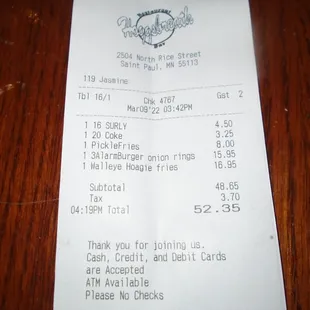 Restaurant
Bar
2504 North Rice Street
Saint Paul, MN 55113
119 Jasmine
Tbl 16/1 Chk 4767 Gst 2
Mar09'22 03:42PM
1 16 SURLY 4.50
1 20 Coke 3.25
1 PickleFries 8.00
1 3AlarmBurger onion rings 15.95
1 Walleye Hoagie fries 16.95
Subtotal 48.65
Tax 3.70
04:19PM Total 52.35
Thank you for joining us.
Cash, Credit, and Debit Cards
are Accepted
ATM Available
Please No Checks